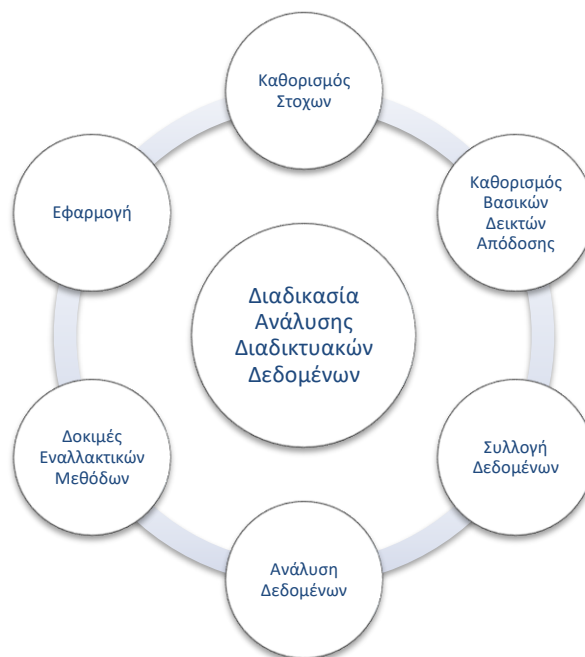 Καθορισμός
Στοχων
Καθορισμός
Βασικών
Δεικτών
Απόδοσης
Συλλογή
Δεδομένων
Ανάλυση
Δεδομένων
Δοκιμές
Εναλλακτικών
Μεθόδων
Εφαρμογή
Διαδικασία
Ανάλυσης
Διαδικτυακών
Δεδομένων